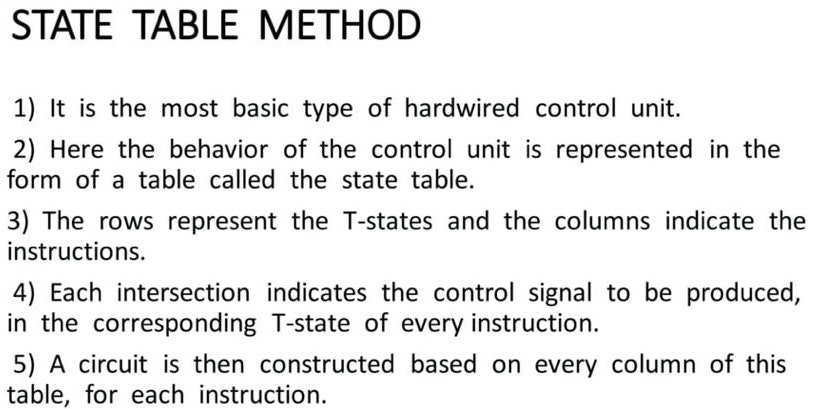 STATE TABLE METHOD
1) It is the most basic type of hardwired control unit.
2) Here the behavior of the control unit is represented in the
form of a table called the state table.
3) The rows represent the T-states and the columns indicate the
instructions.
4) Each intersection indicates the control signal to be produced,
in the corresponding T-state of every instruction.
5) A circuit is then constructed based on every column of this
table, for each instruction.